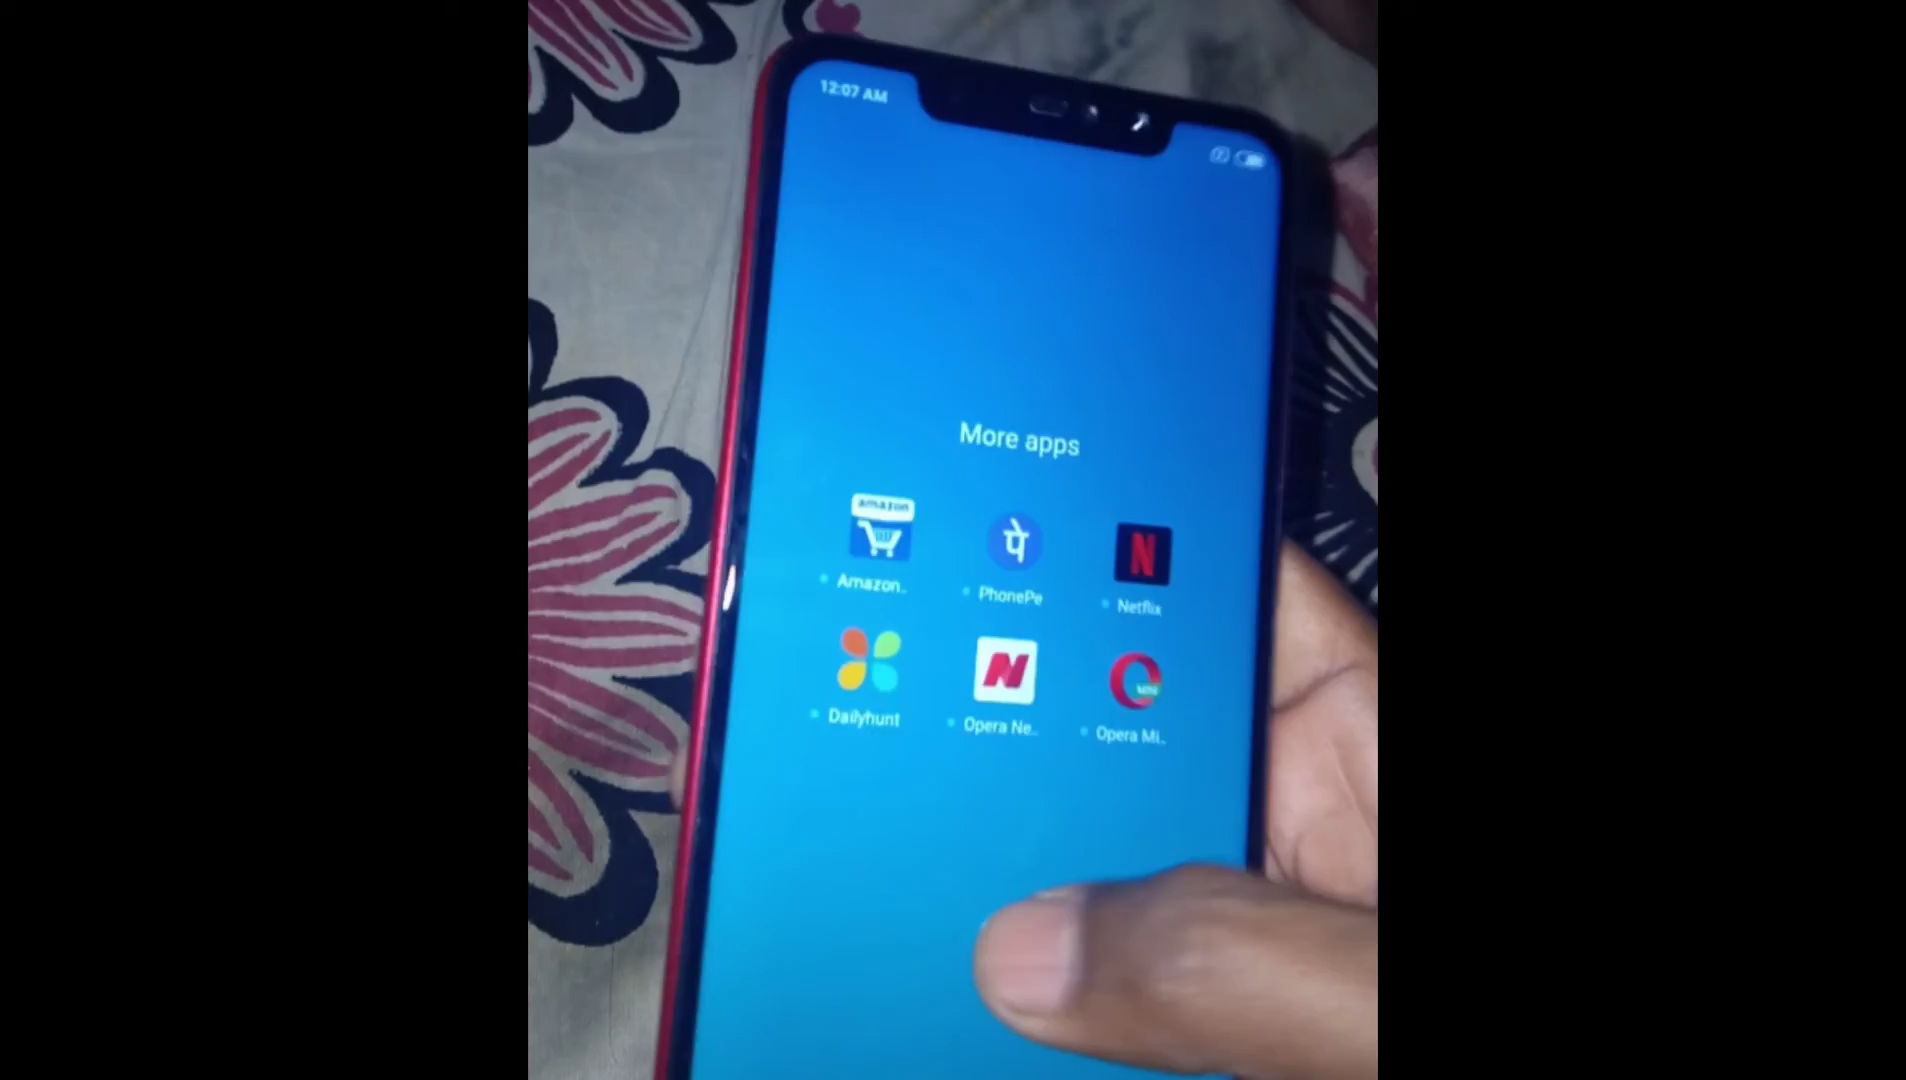 12:07 AM
More apps
amazon
पे
N
Amazon..
PhonePe
Netflix
N
Dailyhunt
Opera Ne..
Opera Mi..